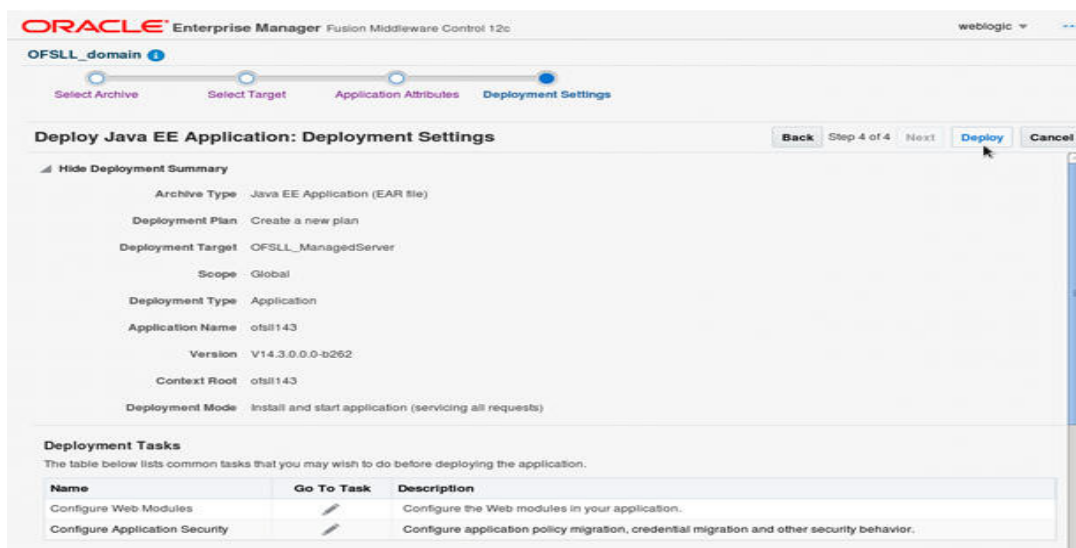 ORACLE Enterprise Manager Fusion Middleware Control 12c weblogic
OFSLL_domain
Select Archive Select Target Application Attributes Deployment Settings
Deploy Java EE Application: Deployment Settings Back Step 4 of 4 Next Deploy Cancel
Hide Deployment Summary
Archive Type Java EE Application (EAR file)
Deployment Plan Create a new plan
Deployment Target OFSLL_ManagedServer
Scope Global
Deployment Type Application
Application Name ofsll143
Version V14.3.0.0.0-b262
Context Root ofsll143
Deployment Mode Install and start application (servicing all requests)
Deployment Tasks
The table below lists common tasks that you may wish to do before deploying the application.
Name Go To Task Description
Configure Web Modules Configure the Web modules in your application.
Configure Application Security Configure application policy migration, credential migration and other security behavior.